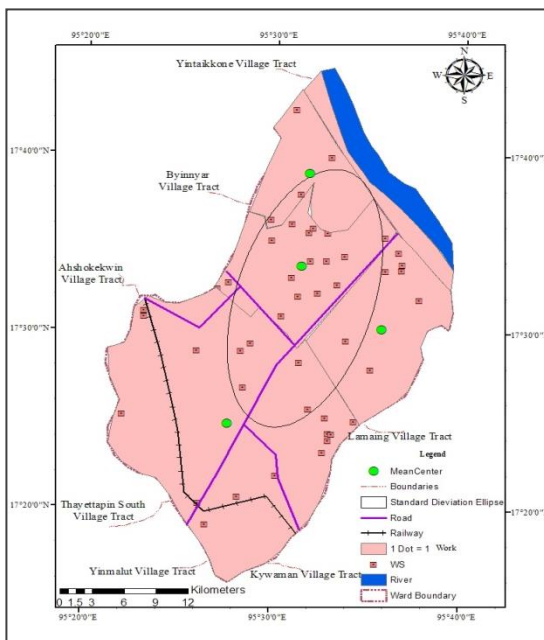 95°20'0"E
95°30'0"E
95°40'0"E
Yintaikkone Village Tract
N
W
E
S
17°40'0"N
17°40'0"N
Byinnyar
Village Tract
Ahshokekwin
Village Tract
17°30'0"N
17°30'0"N
Lamaing Village Tract
Legend
MeanCenter
Boundaries
Standard Dieviation Ellipse
Road
Railway
1 Dot = 1 Work
WS
River
Ward Boundary
17°20'0"N
17°20'0"N
Thayettapin South
Village Tract
Yinmalut Village Tract
Kywaman Village Tract
Kilometers
0 1.5 3 6 9 12
95°20'0"E
95°30'0"E
95°40'0"E